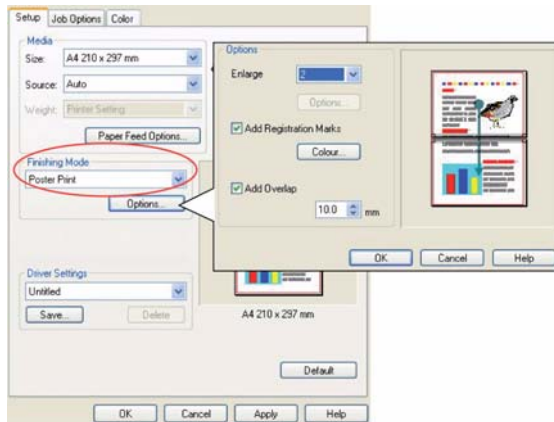 Setup Job Options Color
Media
Size: A4 210 x 297 mm
Source: Auto
Weight: Printer Setting
Paper Feed Options...
Finishing Mode
Poster Print
Options...
Driver Settings
Untitled
Save... Delete
A4 210 x 297 mm
Default
OK Cancel Apply Help
Options
Enlarge 2
Options...
Add Registration Marks
Colour...
Add Overlap
10.0 mm
OK Cancel Help